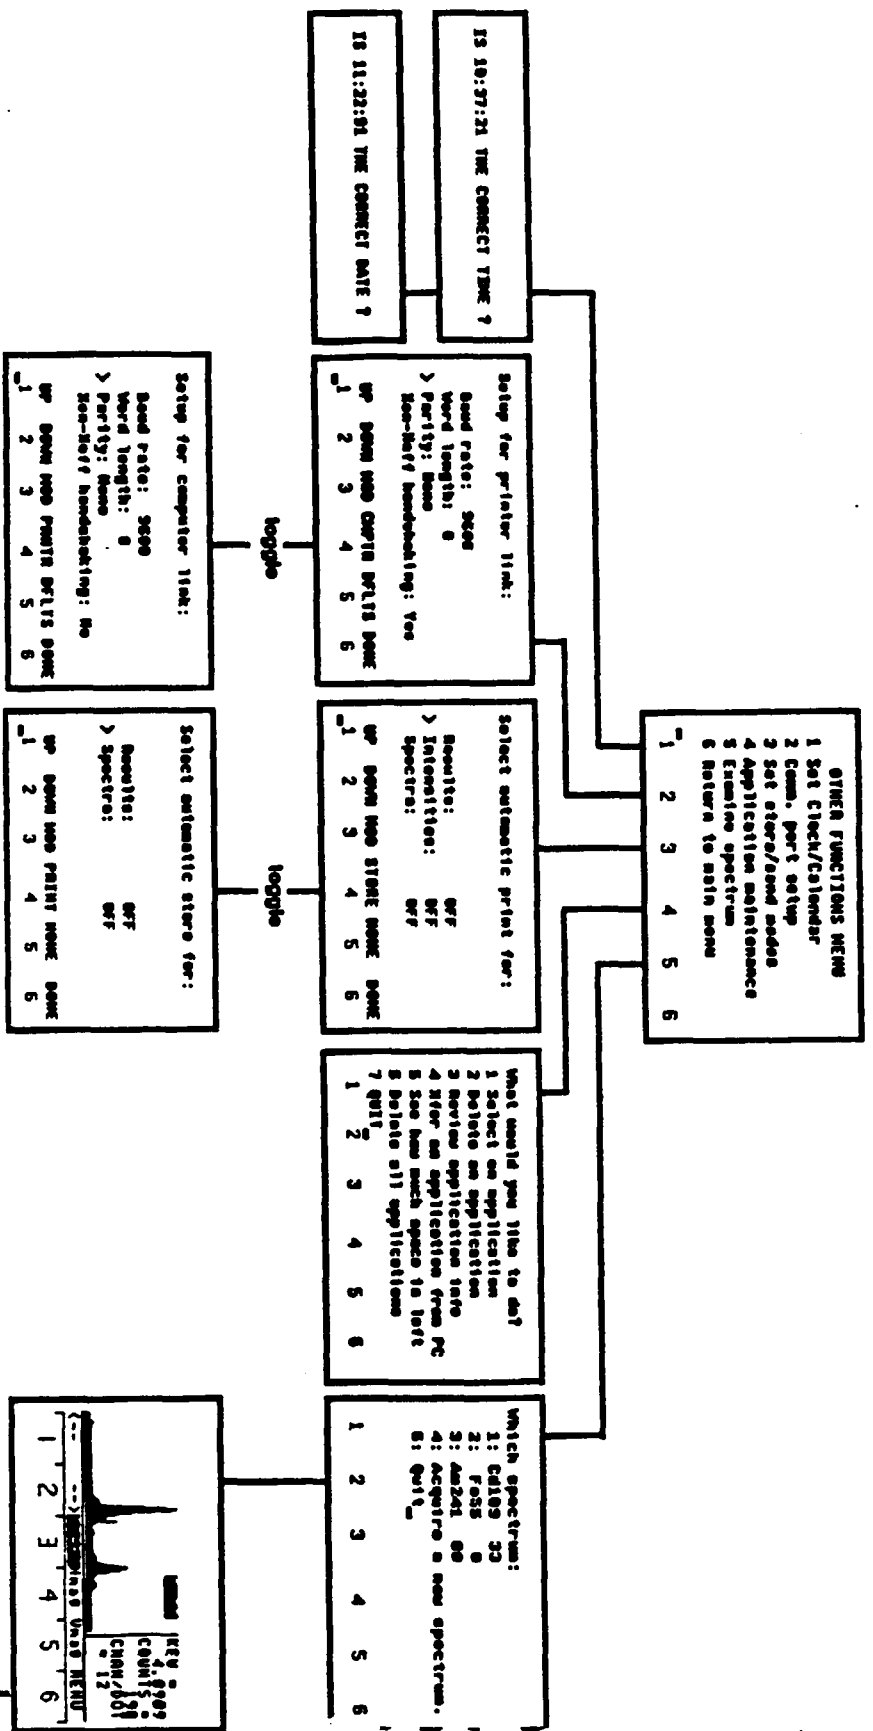 OTHER FUNCTIONS MENU
1 Set Clock/Calendar
2 Comm. port setup
3 Set store/send modes
4 Application maintenance
5 Examine spectrum
6 Return to main menu
1 2 3 4 5 6
IS 10:37:21 THE CORRECT TIME ?
IS 11:22:91 THE CORRECT DATE ?
Setup for printer link:
Baud rate: 9600
Word length: 8
> Parity: None
Xon-Xoff handshaking: Yes
UP DOWN MOD CMPTR DFLTS DONE
1 2 3 4 5 6
toggle
Setup for computer link:
Baud rate: 9600
Word length: 8
> Parity: None
Xon-Xoff handshaking: No
UP DOWN MOD PRNTR DFLTS DONE
1 2 3 4 5 6
Select automatic print for:
Results: OFF
> Intensities: OFF
Spectra: OFF
UP DOWN MOD STORE NONE DONE
1 2 3 4 5 6
toggle
Select automatic store for:
Results: OFF
> Spectra: OFF
UP DOWN MOD PRINT NONE DONE
1 2 3 4 5 6
What would you like to do?
1 Select an application
2 Delete an application
3 Review application info
4 Xfer an application from PC
5 See how much space is left
6 Delete all applications
7 QUIT
1 2 3 4 5 6
Which spectrum:
1: Cd109 33
2: Fe55 0
3: Am241 00
4: Acquire a new spectrum.
5: Quit
1 2 3 4 5 6
KEV =
4.0909
COUNTS =
CHAN/DOT
= 12
<-- --> MENU
1 2 3 4 5 6